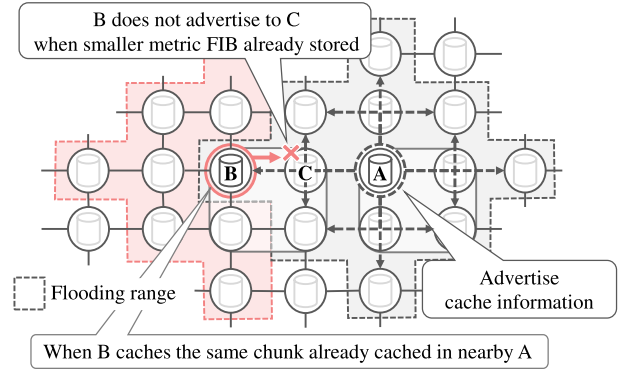 B does not advertise to C
when smaller metric FIB already stored
B
C
A
Flooding range
Advertise
cache information
When B caches the same chunk already cached in nearby A